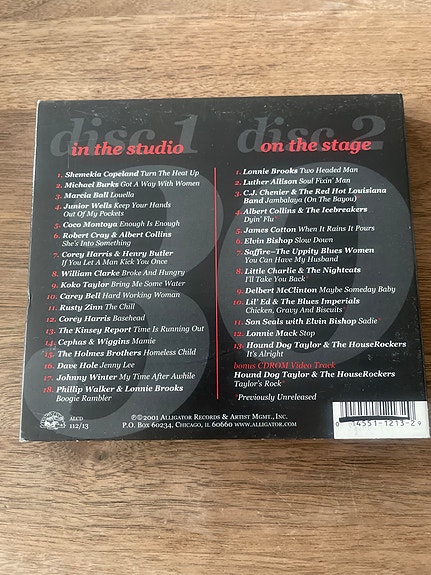 disc 1
in the studio
1. Shemekia Copeland Turn The Heat Up
2. Michael Burks Got A Way With Women
3. Marcia Ball Louella
4. Junior Wells Keep Your Hands
Out Of My Pockets
5. Coco Montoya Enough Is Enough
6. Robert Cray & Albert Collins
She's Into Something
7. Corey Harris & Henry Butler
If You Let A Man Kick You Once
8. William Clarke Broke And Hungry
9. Koko Taylor Bring Me Some Water
10. Carey Bell Hard Working Woman
11. Rusty Zinn The Chill
12. Corey Harris Basehead
13. The Kinsey Report Time Is Running Out
14. Cephas & Wiggins Mamie
15. The Holmes Brothers Homeless Child
16. Dave Hole Jenny Lee
17. Johnny Winter My Time After Awhile
18. Phillip Walker & Lonnie Brooks
Boogie Rambler
disc 2
on the stage
1. Lonnie Brooks Two Headed Man
2. Luther Allison Soul Fixin' Man
3. C.J. Chenier & The Red Hot Louisiana
Band Jambalaya (On The Bayou)
4. Albert Collins & The Icebreakers
Dyin' Flu
5. James Cotton When It Rains It Pours
6. Elvin Bishop Slow Down
7. Saffire–The Uppity Blues Women
You Can Have My Husband
8. Little Charlie & The Nightcats
I'll Take You Back
9. Delbert McClinton Maybe Someday Baby
10. Lil' Ed & The Blues Imperials
Chicken, Gravy And Biscuits*
11. Son Seals with Elvin Bishop Sadie*
12. Lonnie Mack Stop
13. Hound Dog Taylor & The HouseRockers
It's Alright
bonus CDROM Video Track
Hound Dog Taylor & The HouseRockers
Taylor's Rock*
*Previously Unreleased
ALCD
112/13
℗©2001 Alligator Records & Artist Mgmt., Inc.
P.O. Box 60234, Chicago, IL 60660 www.alligator.com
0 14551-1213-2 9